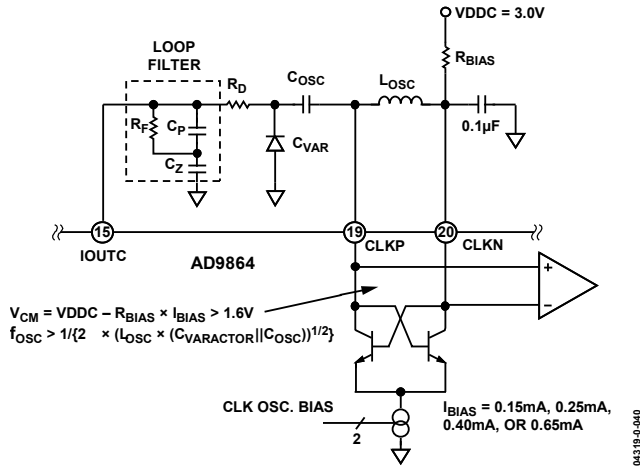 VDDC = 3.0V
LOOP
FILTER
RBIAS
RD
COSC
LOSC
RF
CP
CZ
CVAR
0.1µF
15
19
20
IOUTC
CLKP
CLKN
AD9864
+
–
VCM = VDDC – RBIAS × IBIAS > 1.6V
fOSC > 1/{2 × (LOSC × (CVARACTOR||COSC))1/2}
CLK OSC. BIAS
2
IBIAS = 0.15mA, 0.25mA,
0.40mA, OR 0.65mA
04319-0-040